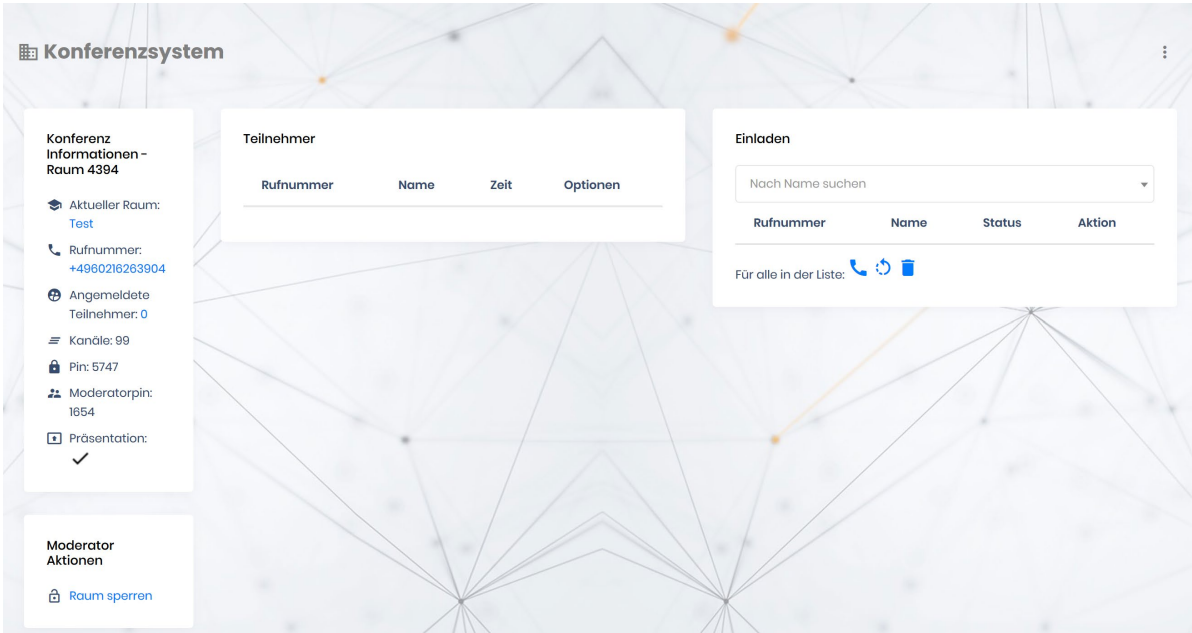 Konferenzsystem
Konferenz
Informationen -
Raum 4394
Aktueller Raum:
Test
Rufnummer:
+4960216263904
Angemeldete
Teilnehmer: 0
Kanäle: 99
Pin: 5747
Moderatorpin:
1654
Präsentation:
Moderator
Aktionen
Raum sperren
Teilnehmer
Rufnummer Name Zeit Optionen
Einladen
Nach Name suchen
Rufnummer Name Status Aktion
Für alle in der Liste: